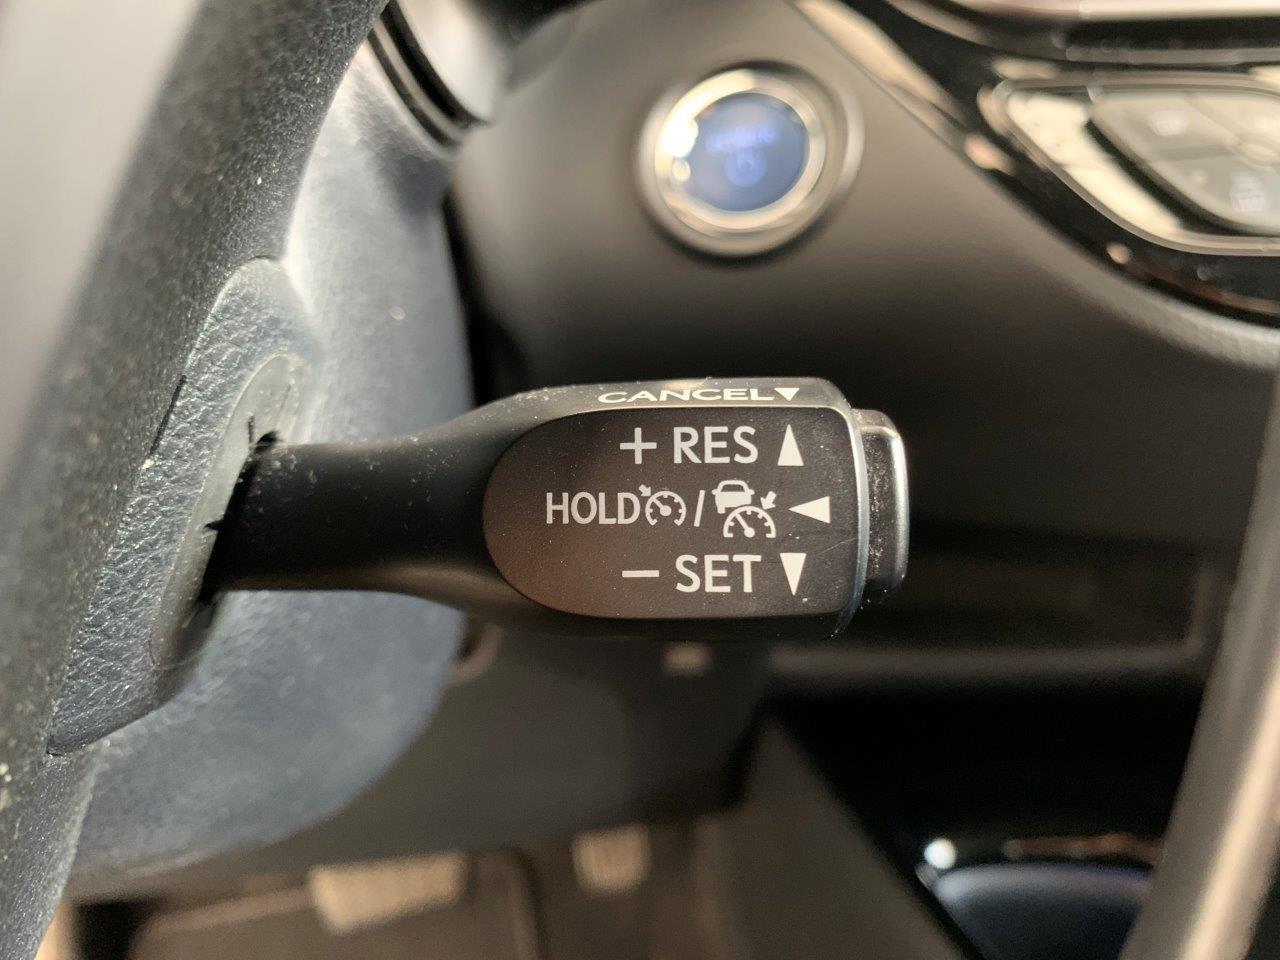 CANCEL▼
+ RES ▲
HOLD / ◀
− SET ▼